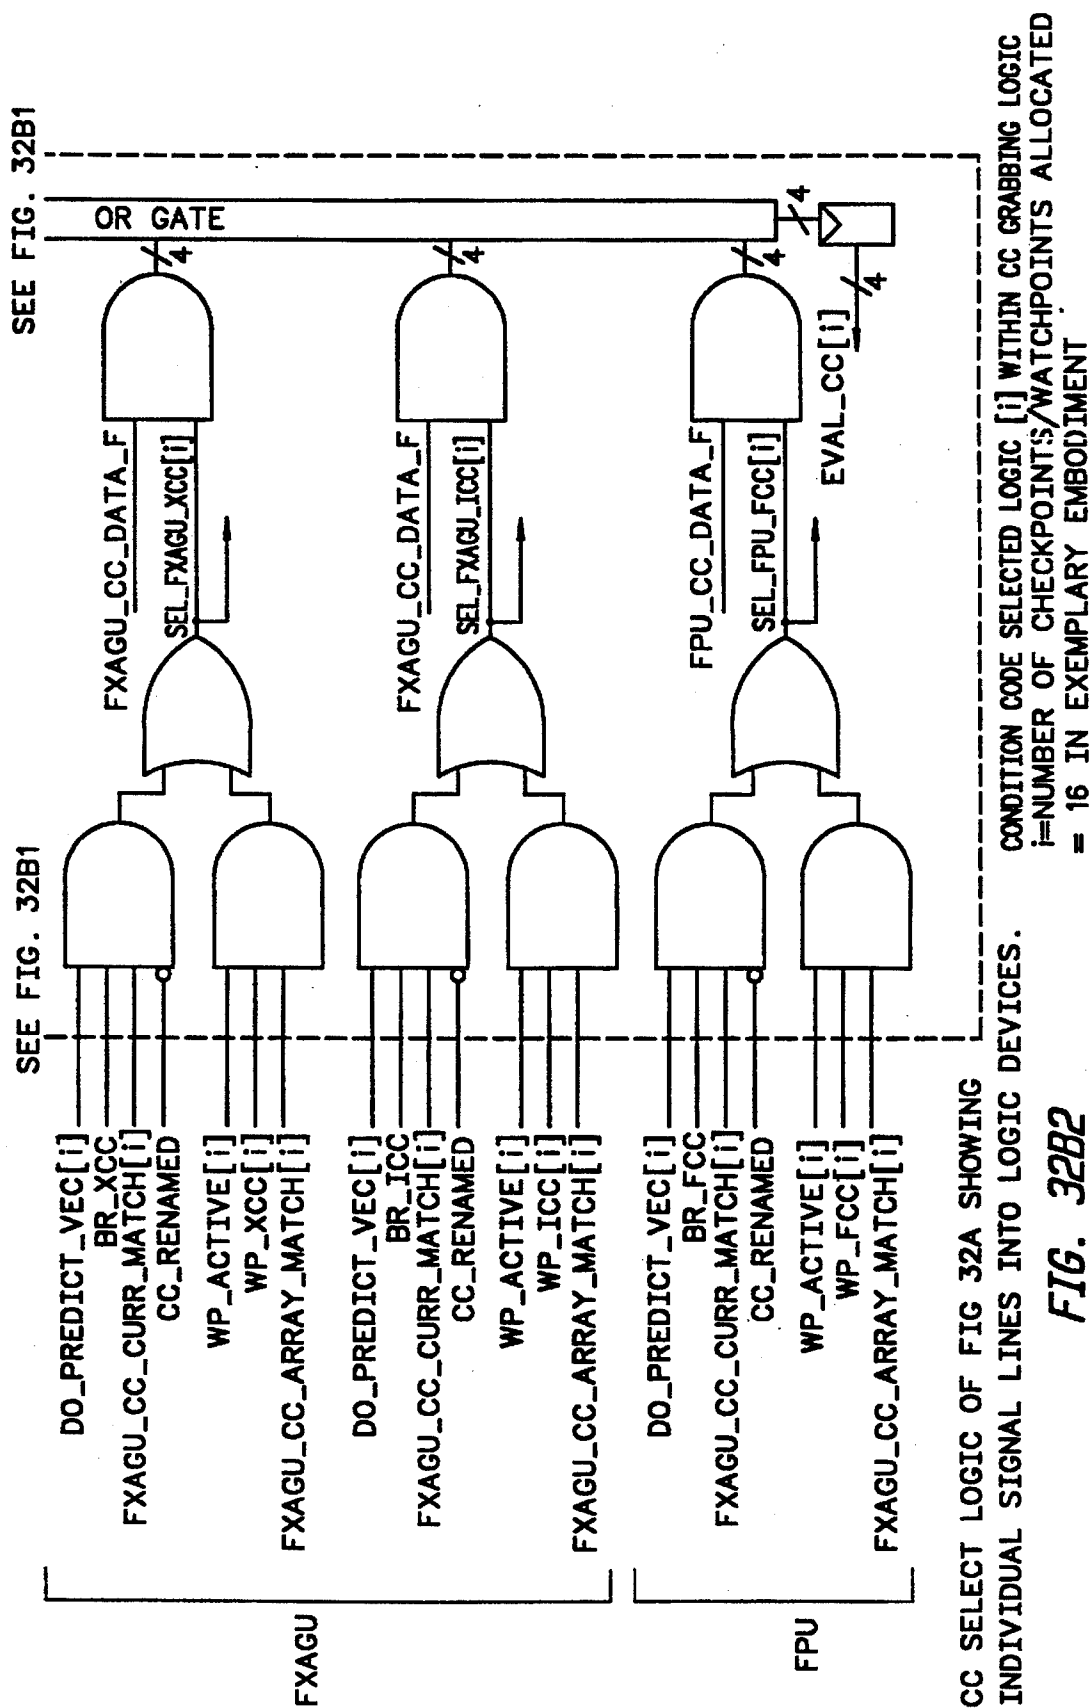 SEE FIG. 32B1
SEE FIG. 32B1
FXAGU
DO_PREDICT_VEC[i]
BR_XCC
FXAGU_CC_CURR_MATCH[i]
CC_RENAMED
WP_ACTIVE[i]
WP_XCC[i]
FXAGU_CC_ARRAY_MATCH[i]
FXAGU_CC_DATA_F
SEL_FXAGU_XCC[i]
4
OR GATE
DO_PREDICT_VEC[i]
BR_ICC
FXAGU_CC_CURR_MATCH[i]
CC_RENAMED
WP_ACTIVE[i]
WP_ICC[i]
FXAGU_CC_ARRAY_MATCH[i]
FXAGU_CC_DATA_F
SEL_FXAGU_ICC[i]
4
FPU
DO_PREDICT_VEC[i]
BR_FCC
FXAGU_CC_CURR_MATCH[i]
CC_RENAMED
WP_ACTIVE[i]
WP_FCC[i]
FXAGU_CC_ARRAY_MATCH[i]
FPU_CC_DATA_F
SEL_FPU_FCC[i]
4
4
EVAL_CC[i]
4
CC SELECT LOGIC OF FIG 32A SHOWING
INDIVIDUAL SIGNAL LINES INTO LOGIC DEVICES.
CONDITION CODE SELECTED LOGIC [i] WITHIN CC GRABBING LOGIC
i=NUMBER OF CHECKPOINTS/WATCHPOINTS ALLOCATED
= 16 IN EXEMPLARY EMBODIMENT
FIG. 32B2